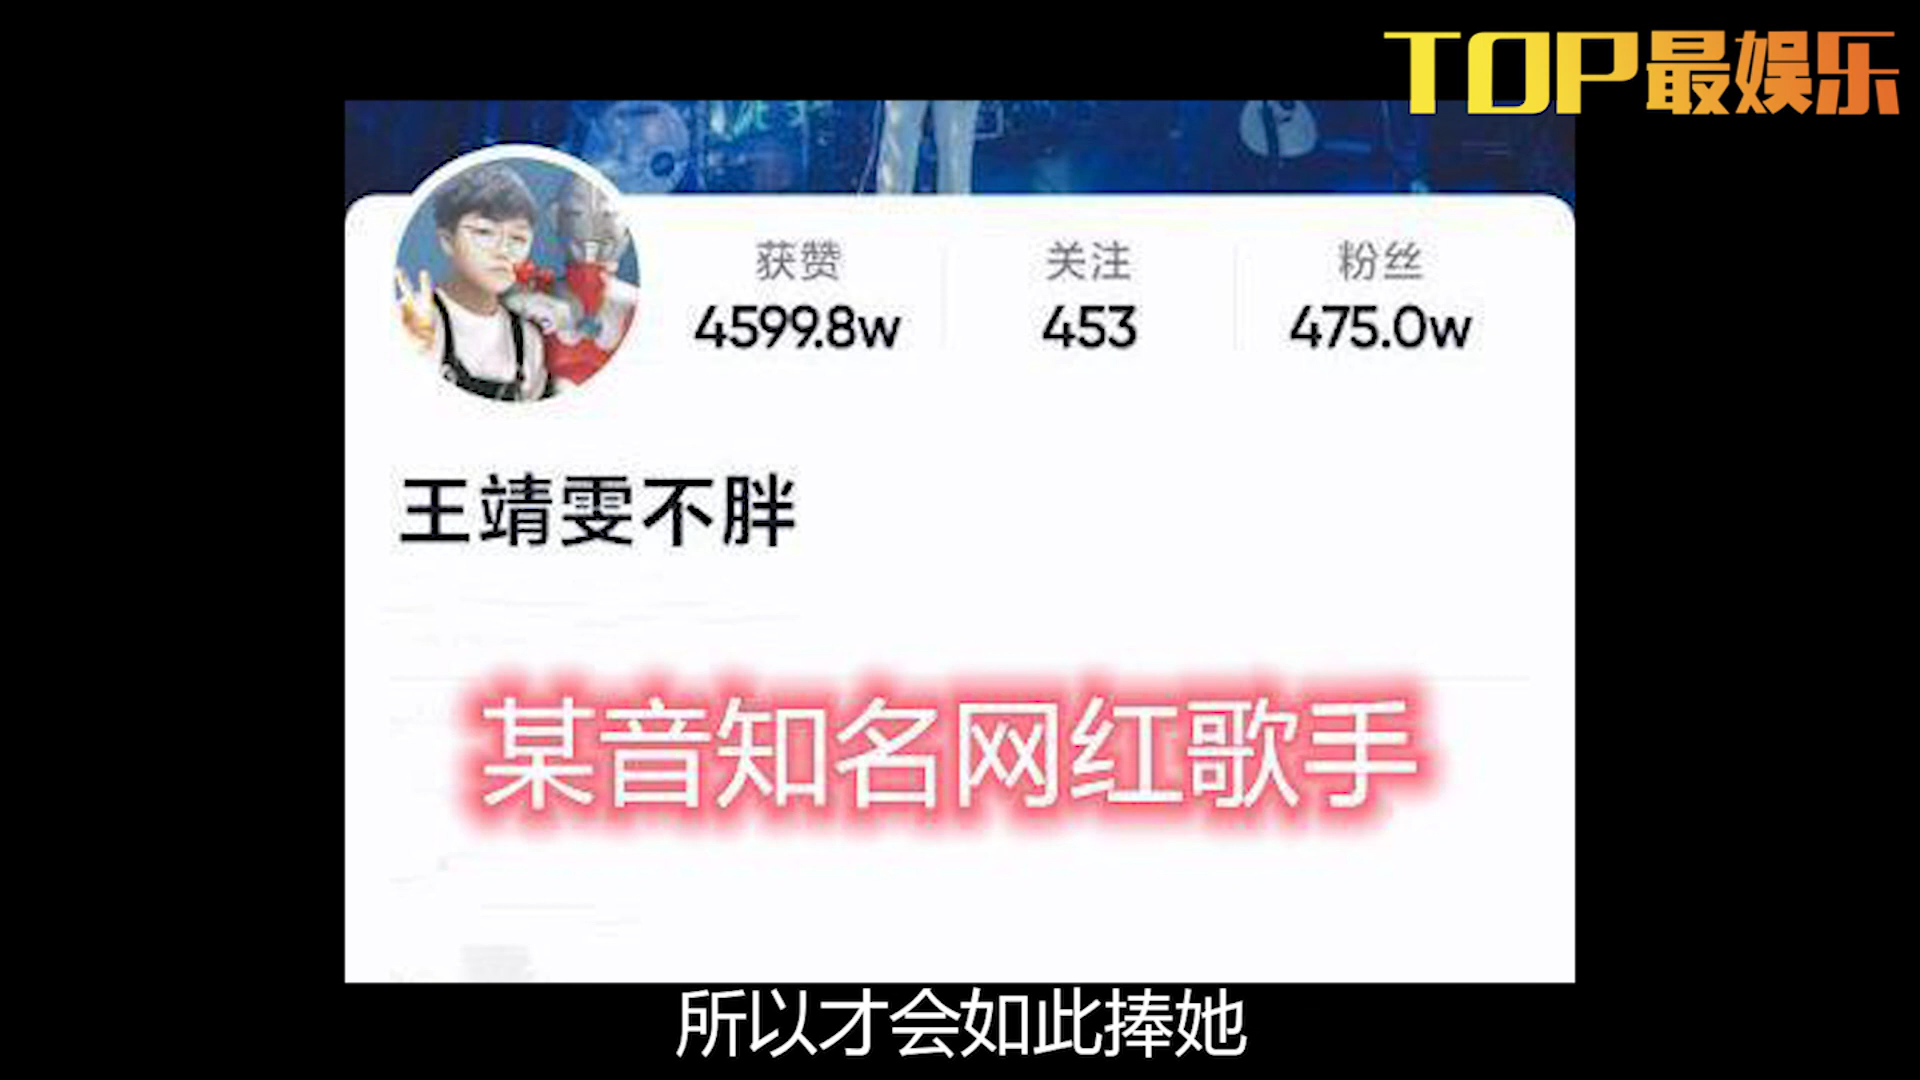 TOP最娱乐
获赞 关注 粉丝
4599.8w 453 475.0w
王靖雯不胖
某音知名网红歌手
所以才会如此捧她